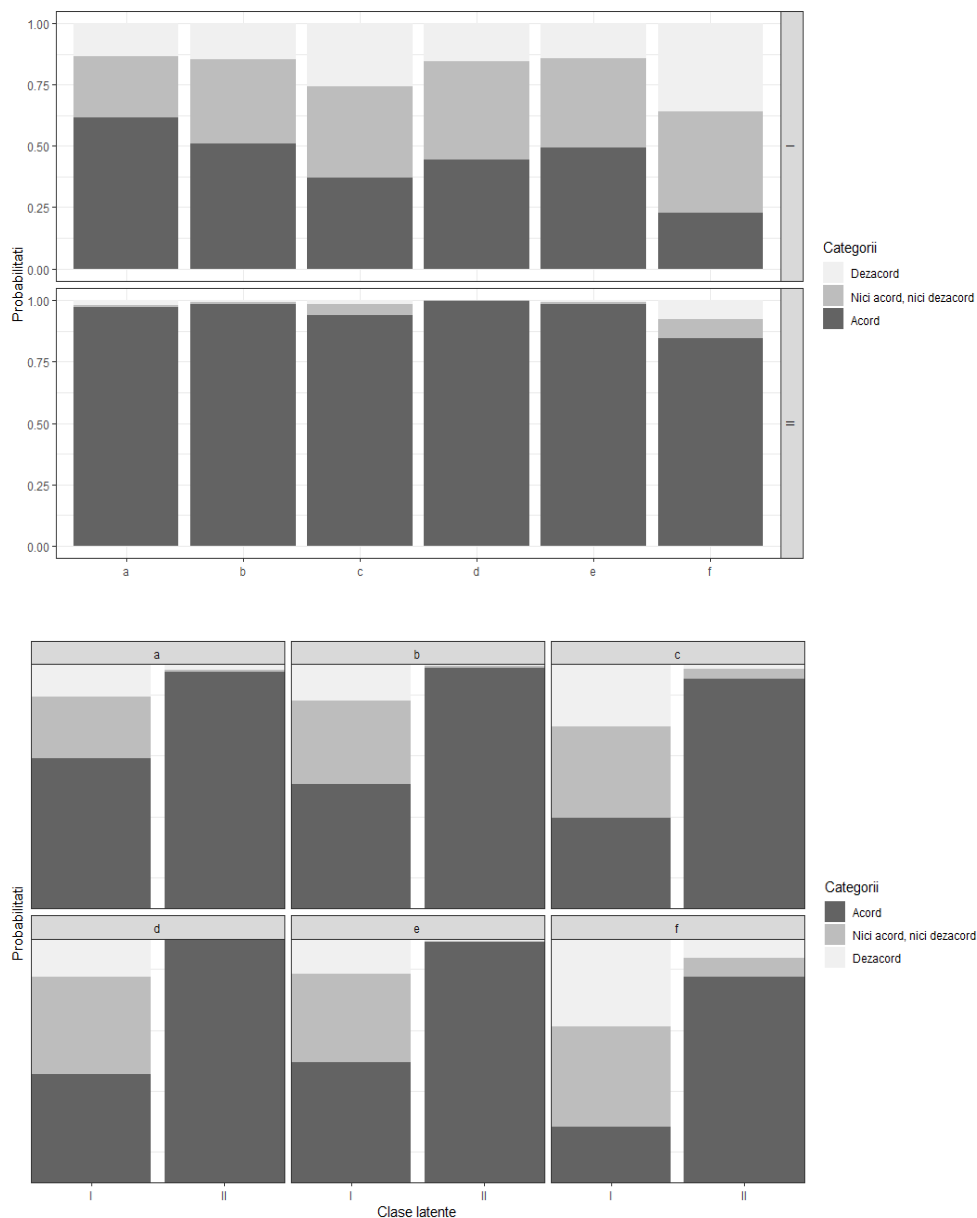 1.00
0.75
0.50
0.25
0.00
I
1.00
0.75
0.50
0.25
0.00
II
Probabilitati
a b c d e f
Categorii
Dezacord
Nici acord, nici dezacord
Acord
a b c
d e f
Probabilitati
I II I II I II
Clase latente
Categorii
Acord
Nici acord, nici dezacord
Dezacord